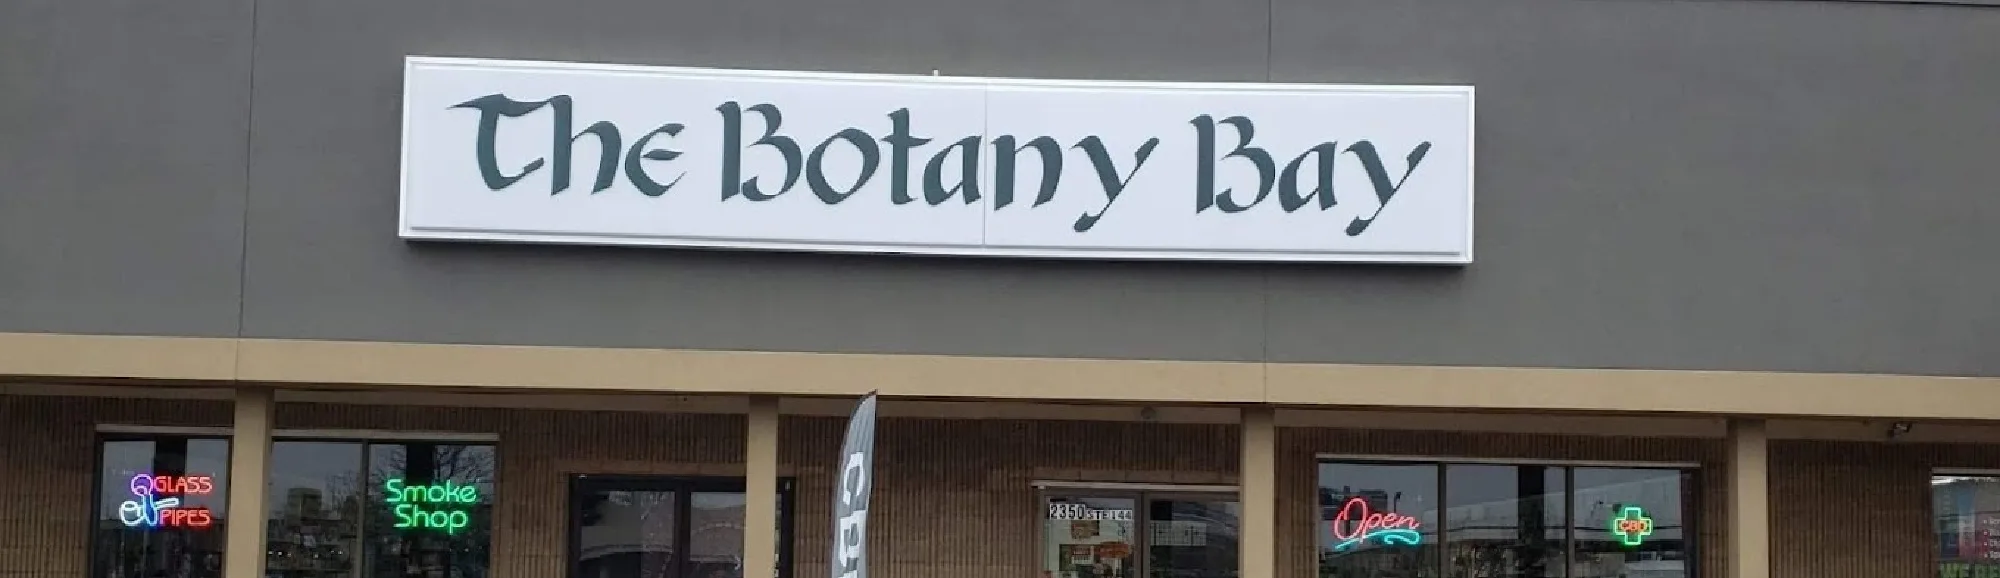 The Botany Bay
GLASS
PIPES
Smoke
Shop
2350 STE 144
Open
CBD